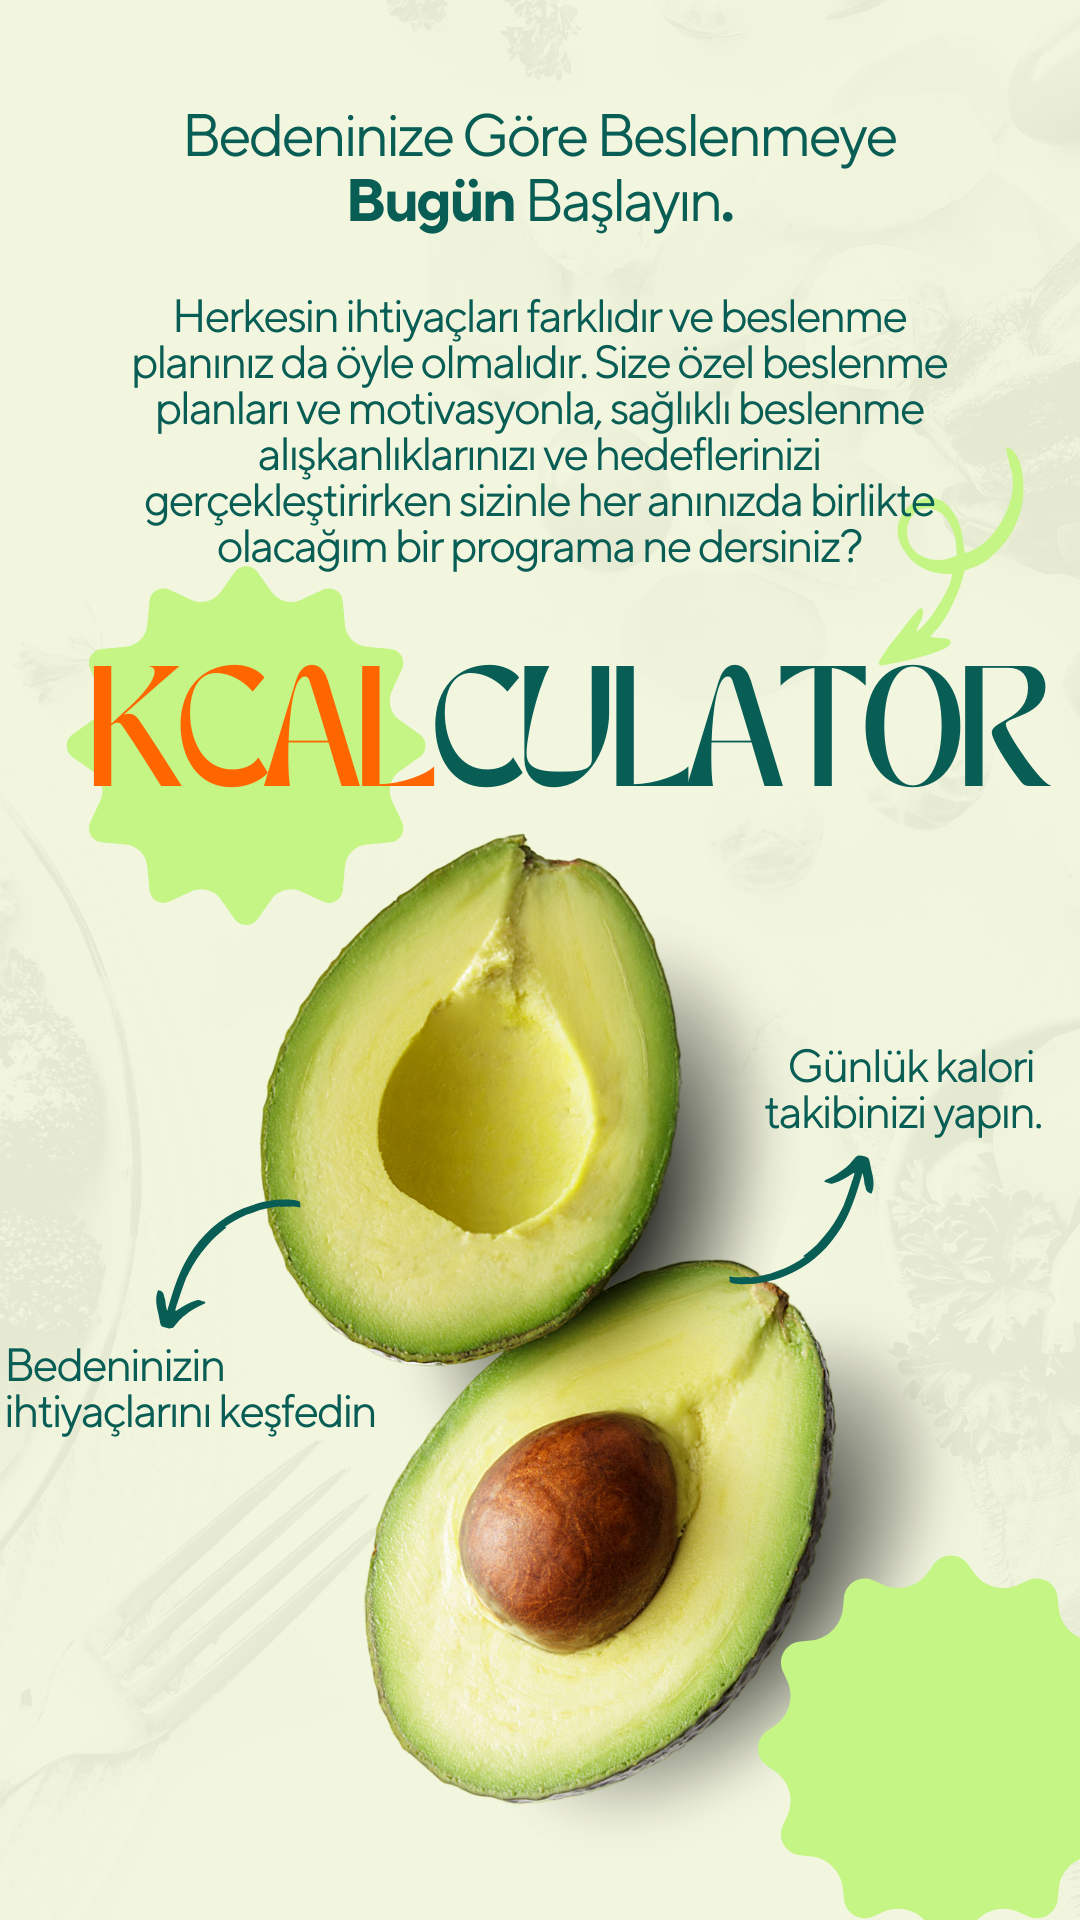 Bedeninize Göre Beslenmeye
Bugün Başlayın.
Herkesin ihtiyaçları farklıdır ve beslenme
planınız da öyle olmalıdır. Size özel beslenme
planları ve motivasyonla, sağlıklı beslenme
alışkanlıklarınızı ve hedeflerinizi
gerçekleştirirken sizinle her anınızda birlikte
olacağım bir programa ne dersiniz?
KCALCULATOR
Günlük kalori
takibinizi yapın.
Bedeninizin
ihtiyaçlarını keşfedin